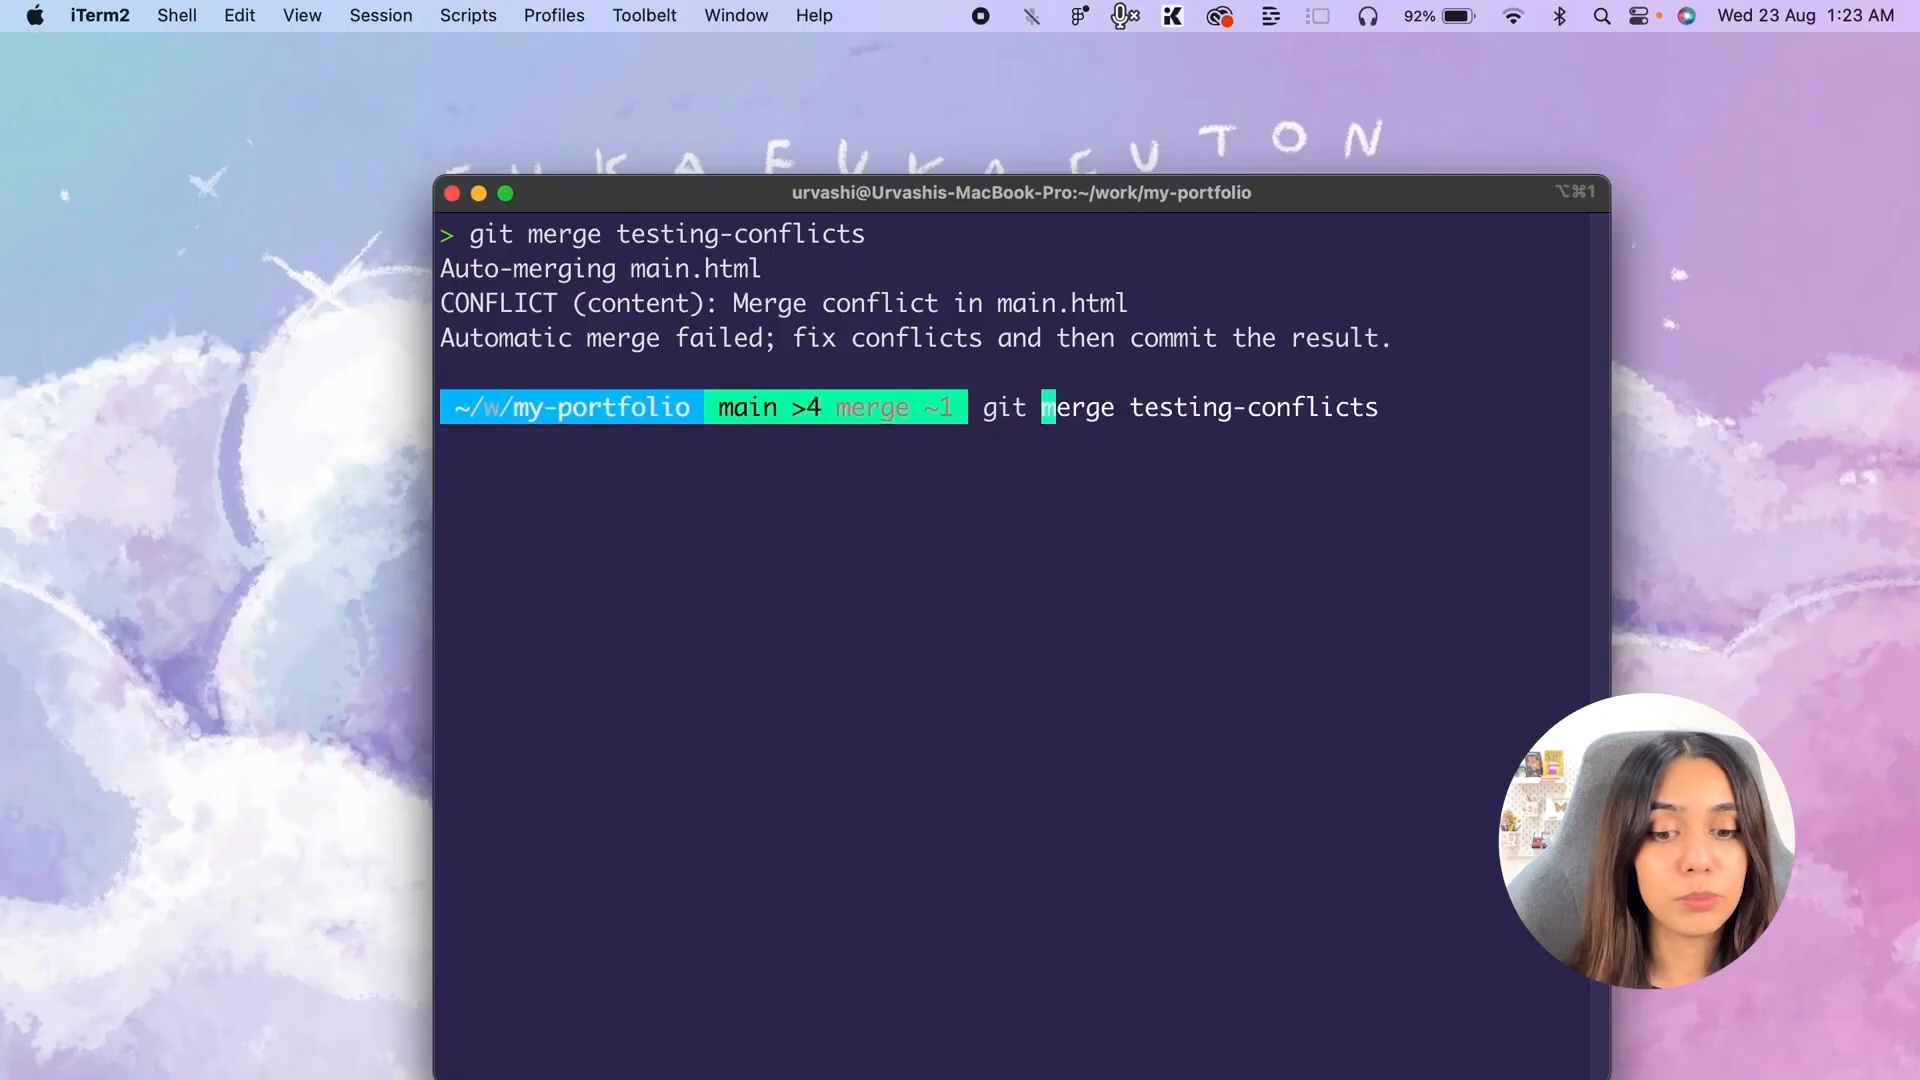 iTerm2 Shell Edit View Session Scripts Profiles Toolbelt Window Help 92% Wed 23 Aug 1:23 AM
T O N
urvashi@Urvashis-MacBook-Pro:~/work/my-portfolio ⌥⌘1
> git merge testing-conflicts
Auto-merging main.html
CONFLICT (content): Merge conflict in main.html
Automatic merge failed; fix conflicts and then commit the result.
~/w/my-portfolio main >4 merge ~1 git merge testing-conflicts